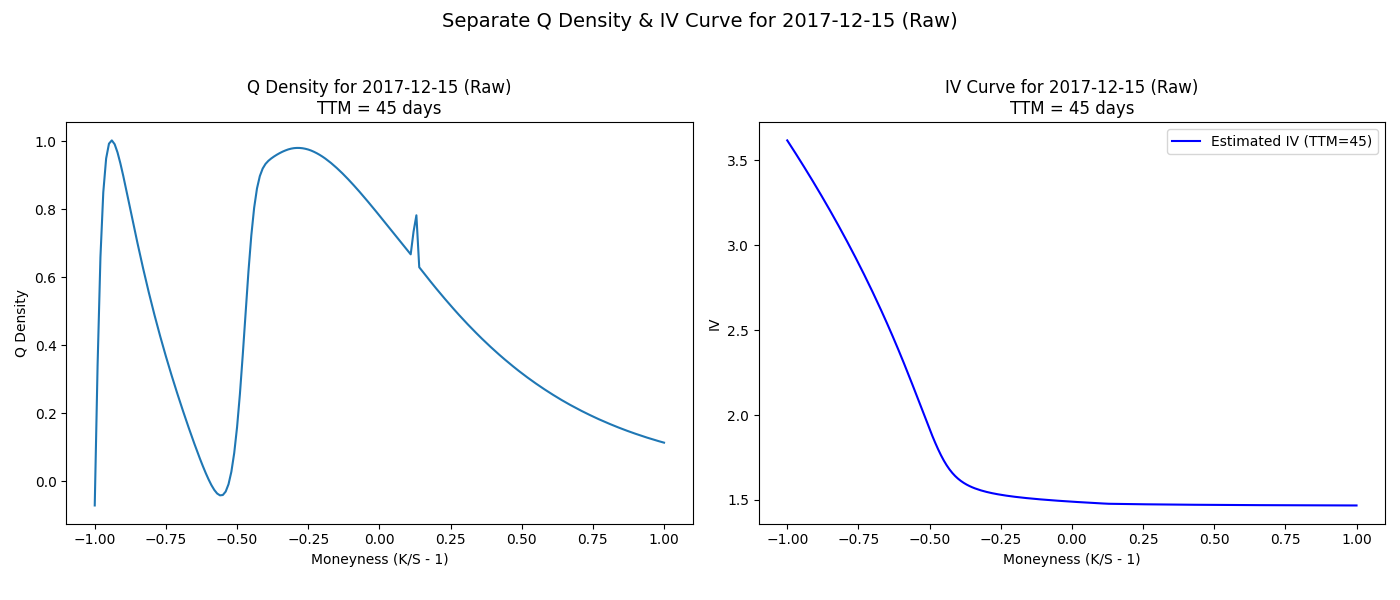 Separate Q Density & IV Curve for 2017-12-15 (Raw)
Q Density for 2017-12-15 (Raw)
TTM = 45 days
Q Density
1.0
0.8
0.6
0.4
0.2
0.0
−1.00 −0.75 −0.50 −0.25 0.00 0.25 0.50 0.75 1.00
Moneyness (K/S - 1)
IV Curve for 2017-12-15 (Raw)
TTM = 45 days
Estimated IV (TTM=45)
IV
3.5
3.0
2.5
2.0
1.5
−1.00 −0.75 −0.50 −0.25 0.00 0.25 0.50 0.75 1.00
Moneyness (K/S - 1)